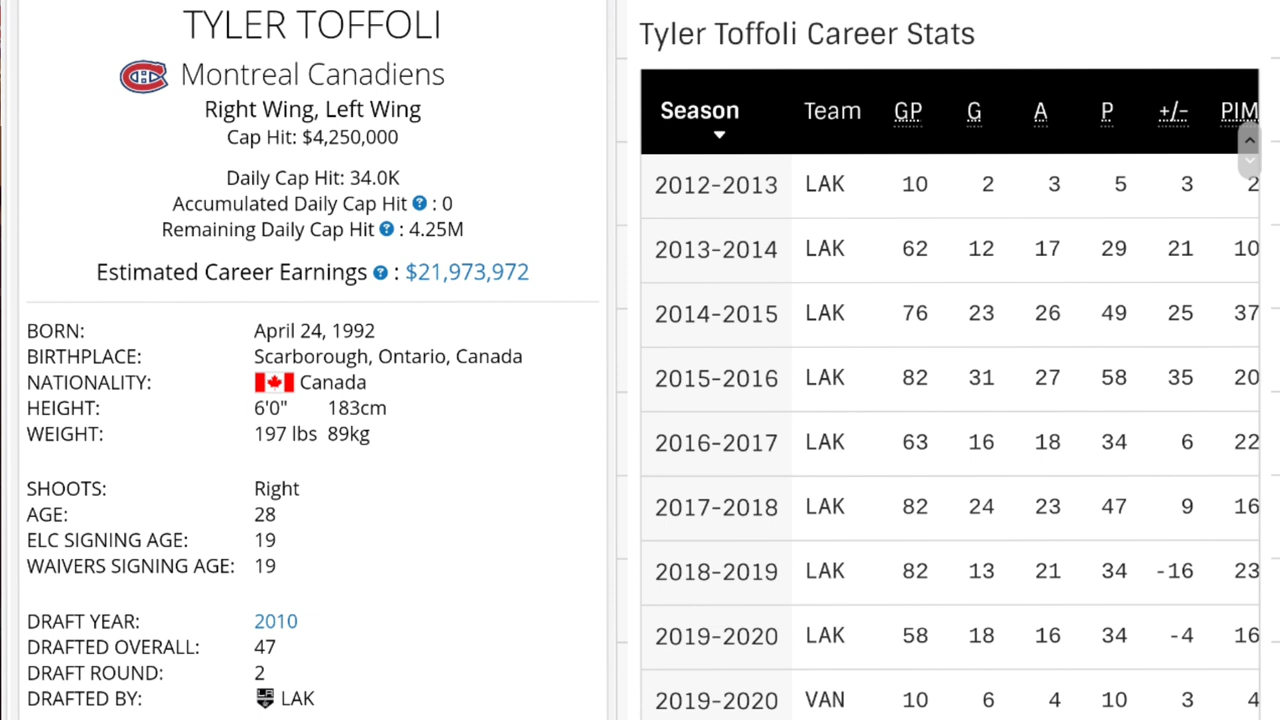 TYLER TOFFOLI
Montreal Canadiens
Right Wing, Left Wing
Cap Hit: $4,250,000
Daily Cap Hit: 34.0K
Accumulated Daily Cap Hit ? : 0
Remaining Daily Cap Hit ? : 4.25M
Estimated Career Earnings ? : $21,973,972
BORN: April 24, 1992
BIRTHPLACE: Scarborough, Ontario, Canada
NATIONALITY: Canada
HEIGHT: 6'0" 183cm
WEIGHT: 197 lbs 89kg
SHOOTS: Right
AGE: 28
ELC SIGNING AGE: 19
WAIVERS SIGNING AGE: 19
DRAFT YEAR: 2010
DRAFTED OVERALL: 47
DRAFT ROUND: 2
DRAFTED BY: LAK
Tyler Toffoli Career Stats
Season Team GP G A P +/- PIM
2012-2013 LAK 10 2 3 5 3 2
2013-2014 LAK 62 12 17 29 21 10
2014-2015 LAK 76 23 26 49 25 37
2015-2016 LAK 82 31 27 58 35 20
2016-2017 LAK 63 16 18 34 6 22
2017-2018 LAK 82 24 23 47 9 16
2018-2019 LAK 82 13 21 34 -16 23
2019-2020 LAK 58 18 16 34 -4 16
2019-2020 VAN 10 6 4 10 3 4